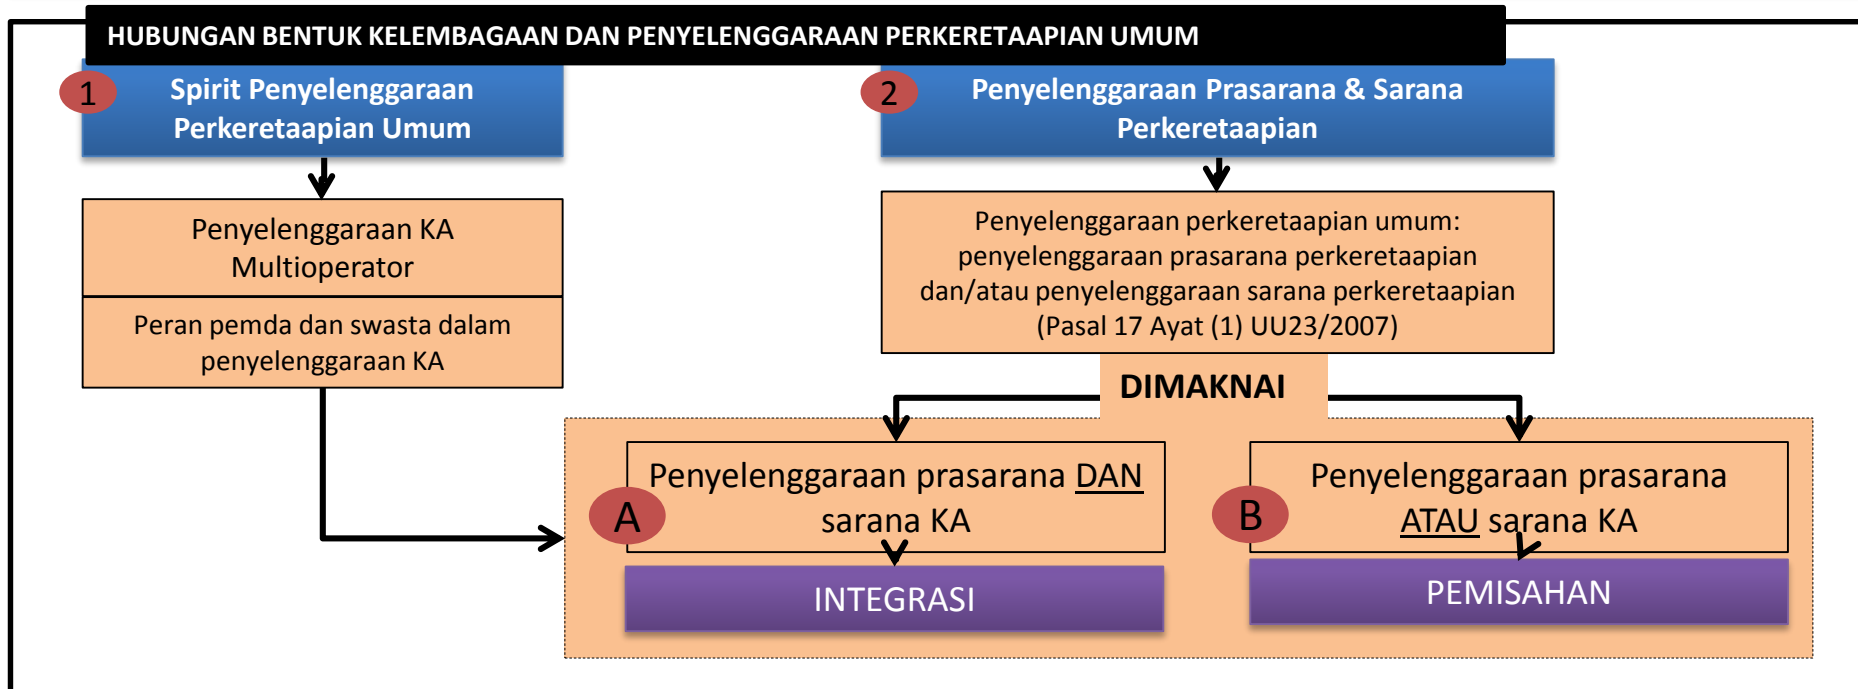 HUBUNGAN BENTUK KELEMBAGAAN DAN PENYELENGGARAAN PERKERETAAPIAN UMUM
1
Spirit Penyelenggaraan
Perkeretaapian Umum
Penyelenggaraan KA
Multioperator
Peran pemda dan swasta dalam
penyelenggaraan KA
2
Penyelenggaraan Prasarana & Sarana
Perkeretaapian
Penyelenggaraan perkeretaapian umum:
penyelenggaraan prasarana perkeretaapian
dan/atau penyelenggaraan sarana perkeretaapian
(Pasal 17 Ayat (1) UU23/2007)
DIMAKNAI
A
Penyelenggaraan prasarana DAN
sarana KA
INTEGRASI
B
Penyelenggaraan prasarana
ATAU sarana KA
PEMISAHAN